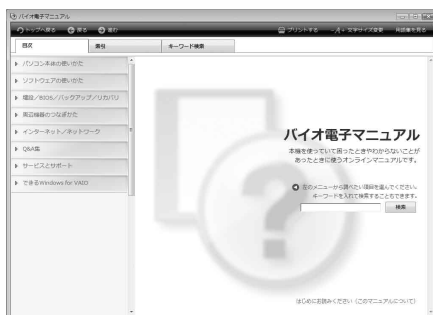 バイオ電子マニュアル
トップへ戻る 戻る 進む プリントする 文字サイズ変更 用語集を見る
目次 索引 キーワード検索
パソコン本体の使いかた
ソフトウェアの使いかた
増設／BIOS／バックアップ／リカバリ
周辺機器のつなぎかた
インターネット／ネットワーク
Q&A集
サービスとサポート
できるWindows for VAIO
バイオ電子マニュアル
本機を使っていて困ったときやわからないことが
あったときに使うオンラインマニュアルです。
左のメニューから調べたい項目を選んでください。
キーワードを入れて検索することもできます。
検索
はじめにお読みください（このマニュアルについて）